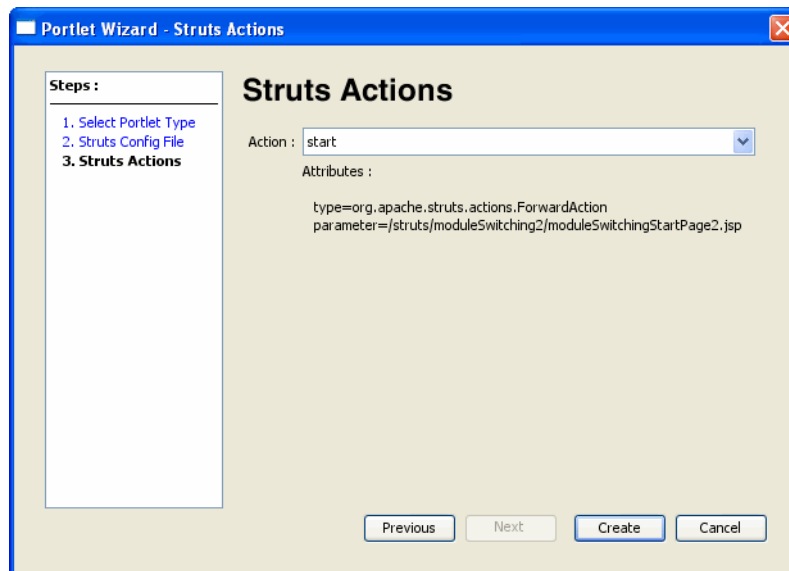 Portlet Wizard - Struts Actions
Steps :
1. Select Portlet Type
2. Struts Config File
3. Struts Actions
Struts Actions
Action : start
Attributes :
type=org.apache.struts.actions.ForwardAction
parameter=/struts/moduleSwitching2/moduleSwitchingStartPage2.jsp
Previous Next Create Cancel